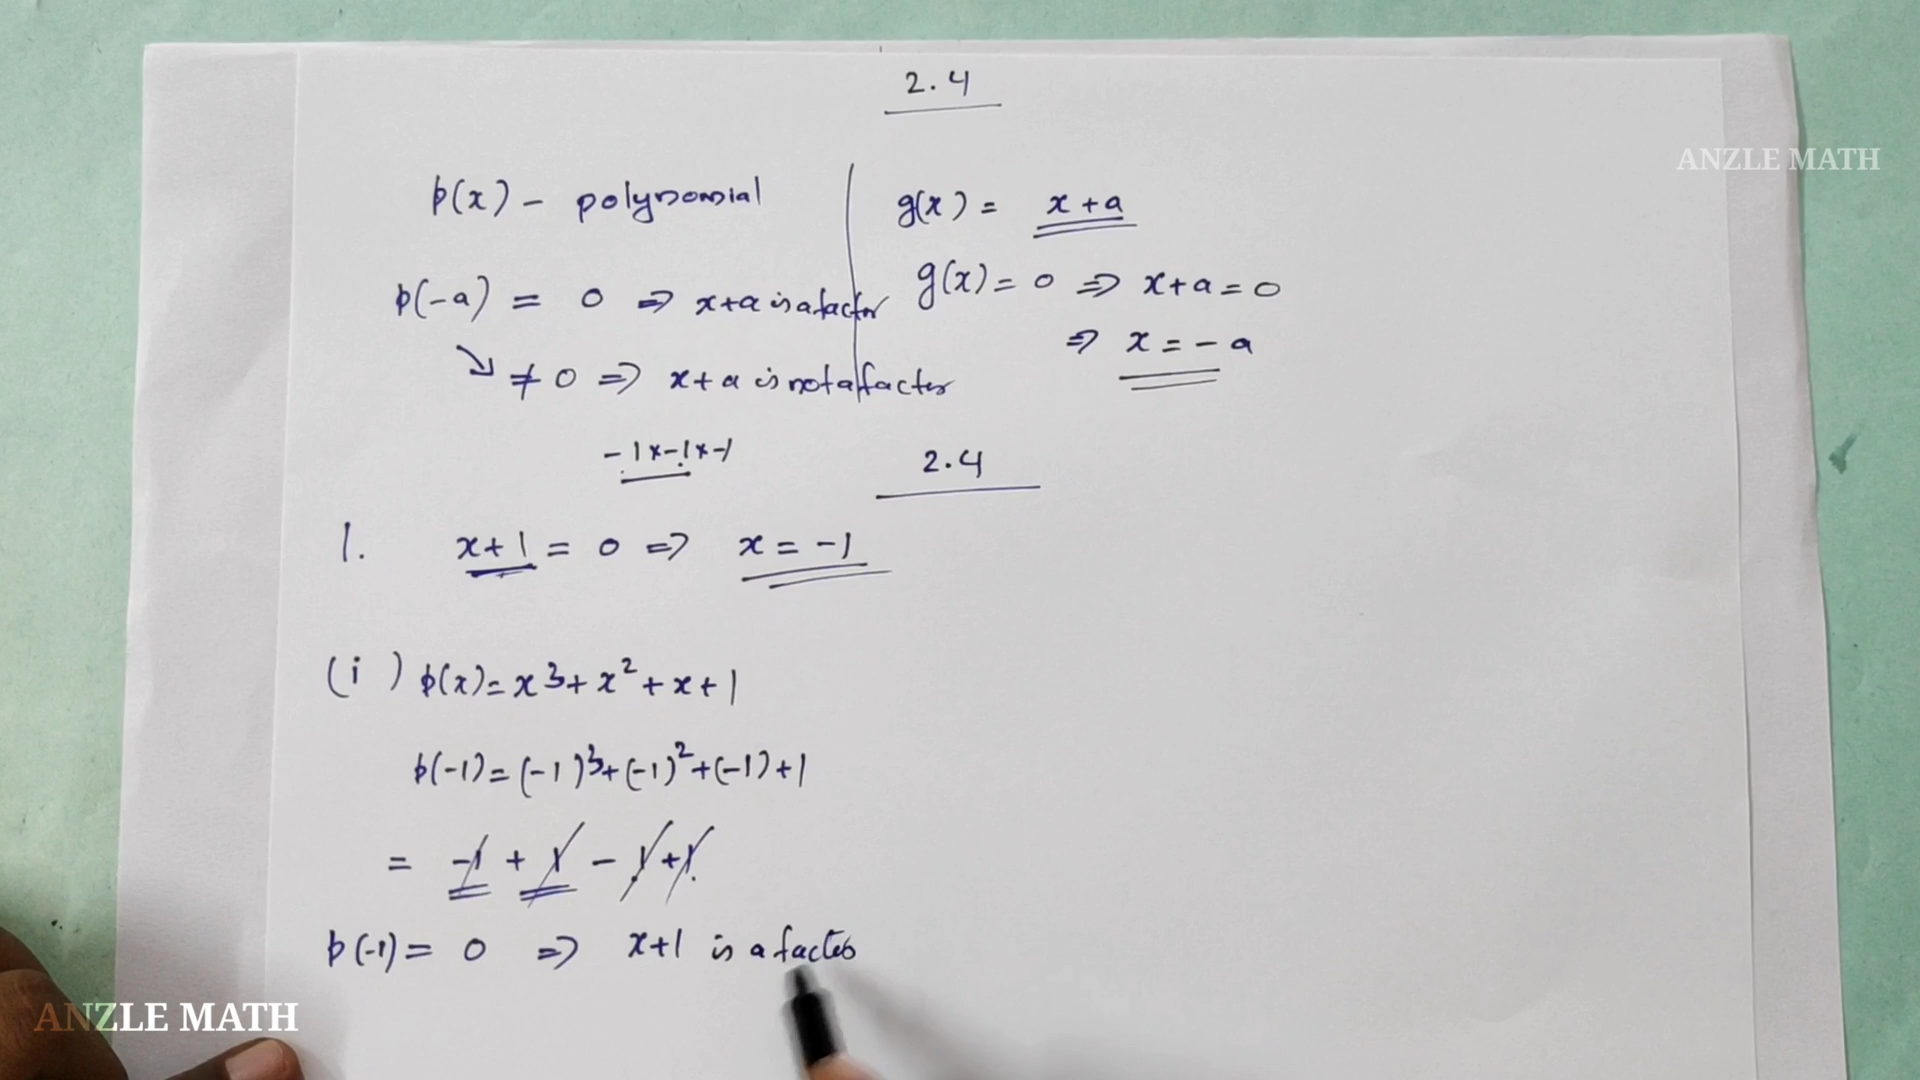 2.4
ANZLE MATH
p(x) - polynomial
p(-a) = 0 ⇒ x+a is a factor
↘ ≠ 0 ⇒ x+a is not a factor
g(x) = x+a
g(x) = 0 ⇒ x+a = 0
⇒ x = -a
-1×-1×-1
2.4
1. x+1 = 0 ⇒ x = -1
(i) p(x) = x³+x²+x+1
p(-1) = (-1)³+(-1)²+(-1)+1
= -1 + 1 - 1 + 1
p(-1) = 0 ⇒ x+1 is a factor
ANZLE MATH